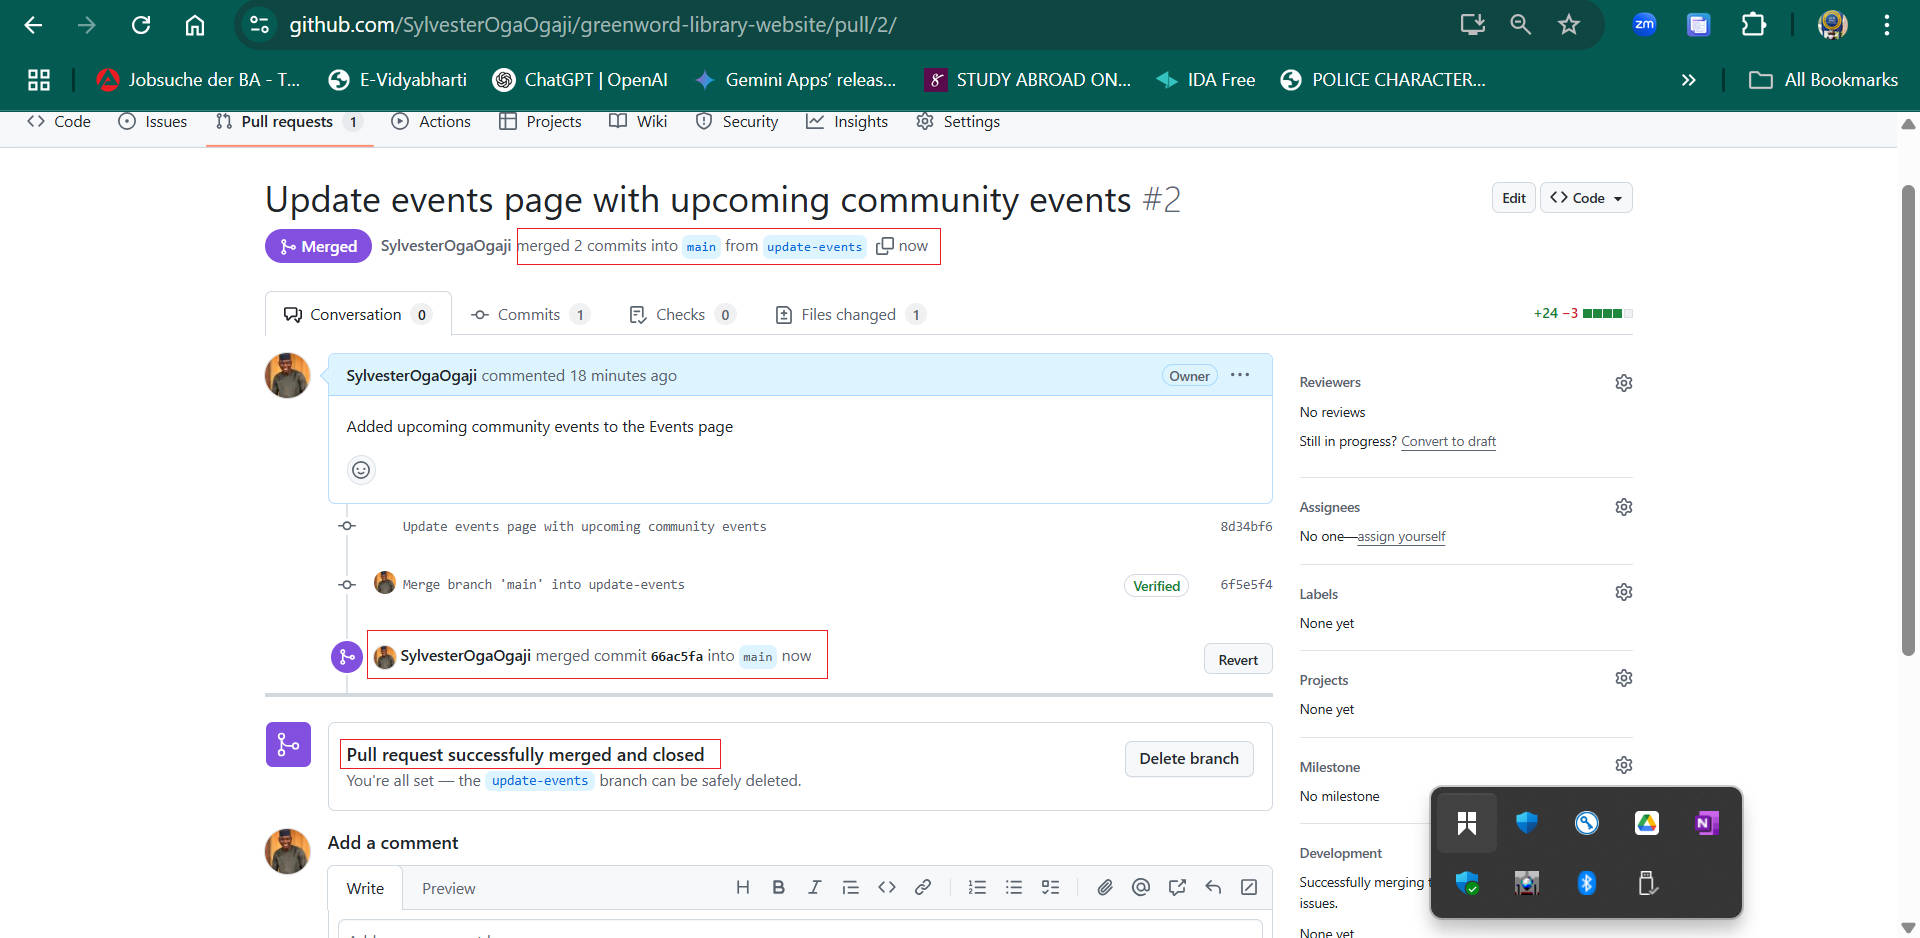 github.com/SylvesterOgaOgaji/greenword-library-website/pull/2/
zm
Jobsuche der BA - T...
E-Vidyabharti
ChatGPT | OpenAI
Gemini Apps’ releas...
STUDY ABROAD ON...
IDA Free
POLICE CHARACTER...
All Bookmarks
Code
Issues
Pull requests 1
Actions
Projects
Wiki
Security
Insights
Settings
Update events page with upcoming community events #2
Edit
Code
Merged
SylvesterOgaOgaji merged 2 commits into main from update-events now
Conversation 0
Commits 1
Checks 0
Files changed 1
+24 −3
SylvesterOgaOgaji commented 18 minutes ago
Owner
Added upcoming community events to the Events page
Update events page with upcoming community events
8d34bf6
Merge branch 'main' into update-events
Verified
6f5e5f4
SylvesterOgaOgaji merged commit 66ac5fa into main now
Revert
Pull request successfully merged and closed
You're all set — the update-events branch can be safely deleted.
Delete branch
Add a comment
Write
Preview
Reviewers
No reviews
Still in progress? Convert to draft
Assignees
No one—assign yourself
Labels
None yet
Projects
None yet
Milestone
No milestone
Development
Successfully merging
issues.
None yet